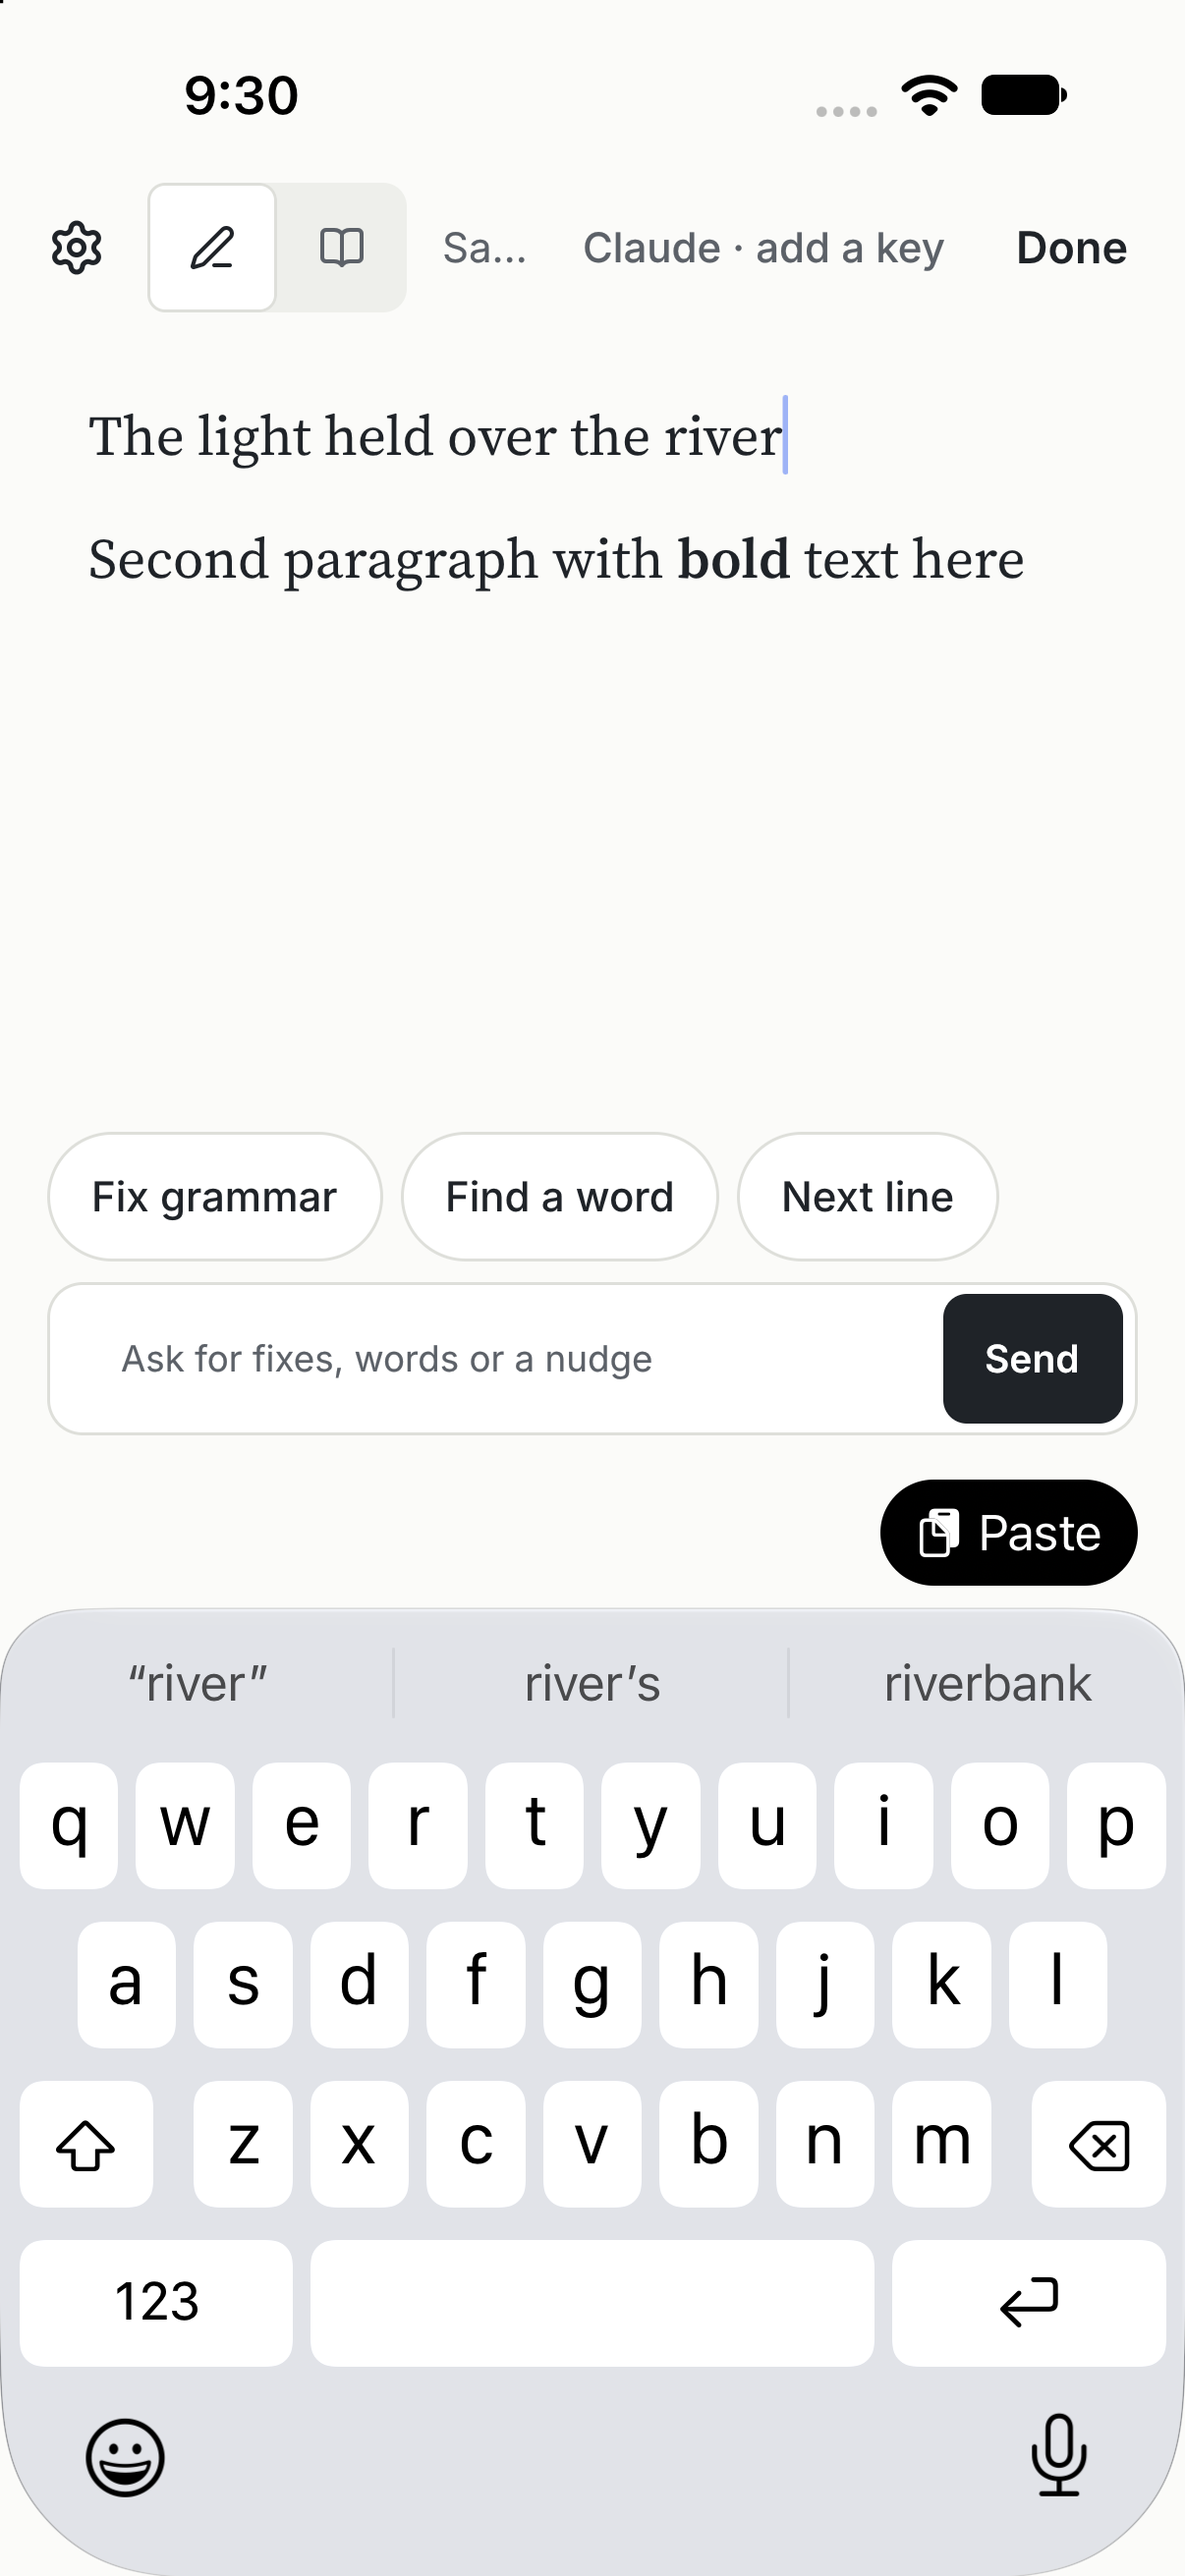 9:30
Sa... Claude · add a key Done
The light held over the river
Second paragraph with bold text here
Fix grammar Find a word Next line
Ask for fixes, words or a nudge Send
Paste
“river” river’s riverbank
q w e r t y u i o p
a s d f g h j k l
z x c v b n m
123